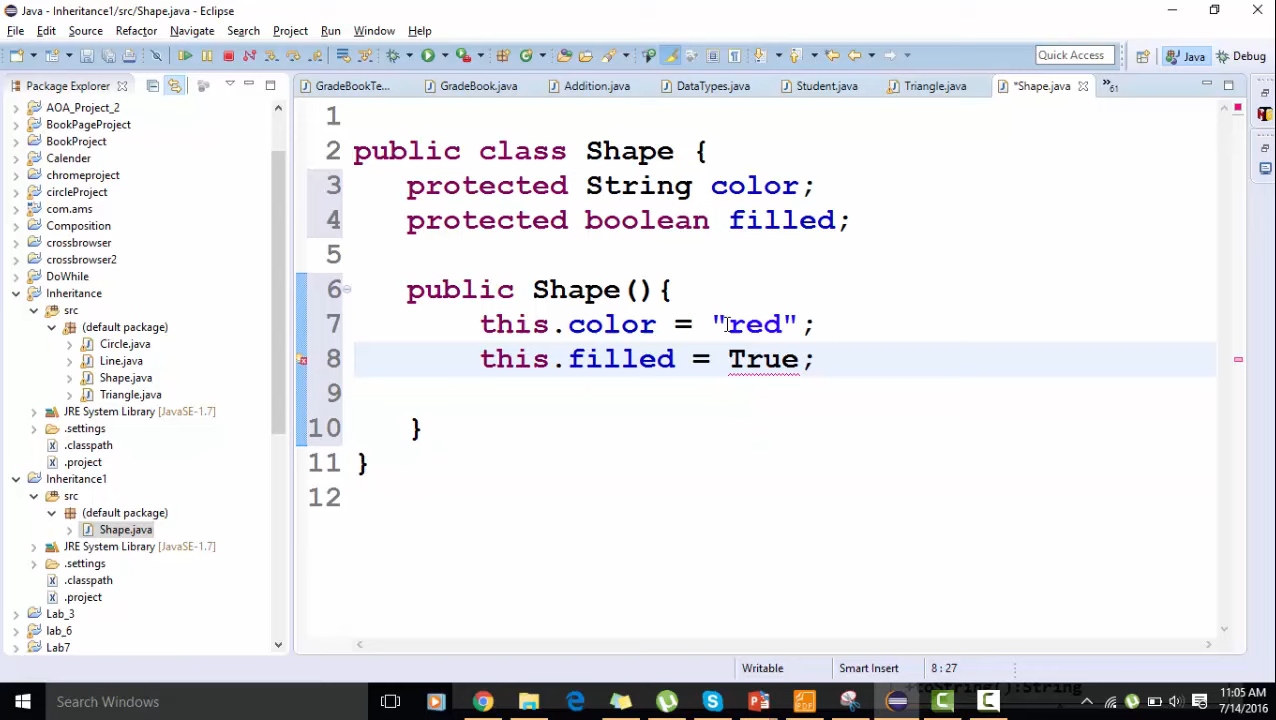 Java - Inheritance1/src/Shape.java - Eclipse
File Edit Source Refactor Navigate Search Project Run Window Help
Quick Access Java Debug
Package Explorer GradeBookTe... GradeBook.java Addition.java DataTypes.java Student.java Triangle.java *Shape.java »61
AOA_Project_2
BookPageProject
BookProject
Calender
chromeproject
circleProject
com.ams
Composition
crossbrowser
crossbrowser2
DoWhile
Inheritance
src
(default package)
Circle.java
Line.java
Shape.java
Triangle.java
JRE System Library [JavaSE-1.7]
.settings
.classpath
.project
Inheritance1
src
(default package)
Shape.java
JRE System Library [JavaSE-1.7]
.settings
.classpath
.project
Lab_3
lab_6
Lab7
1
2 public class Shape {
3 protected String color;
4 protected boolean filled;
5
6 public Shape(){
7 this.color = "red";
8 this.filled = True;
9
10 }
11 }
12
Writable Smart Insert 8 : 27
Search Windows
+toString():String
11:05 AM
7/14/2016